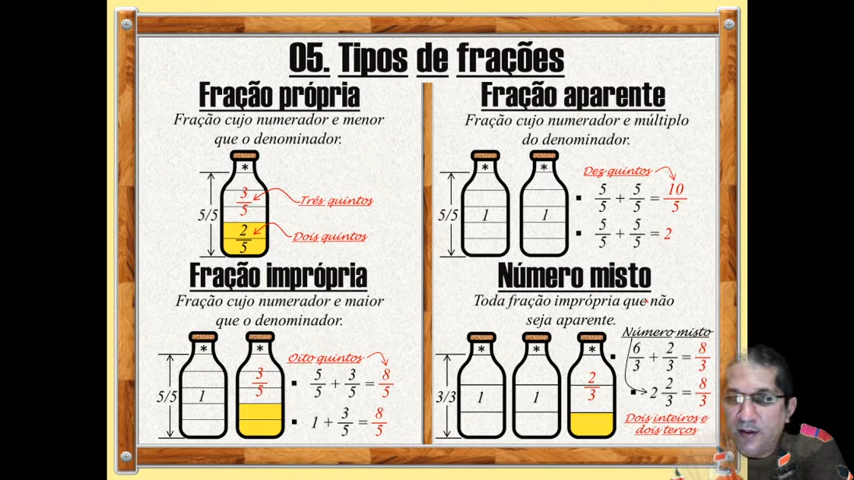 05. Tipos de frações
Fração própria
Fração cujo numerador e menor
que o denominador.
*
5/5
3/5
Três quintos
2/5
Dois quintos
Fração aparente
Fração cujo numerador e múltiplo
do denominador.
5/5
1
1
Dez quintos
5/5 + 5/5 = 10/5
5/5 + 5/5 = 2
Fração imprópria
Fração cujo numerador e maior
que o denominador.
* *
5/5
1
3/5
Oito quintos
5/5 + 3/5 = 8/5
1 + 3/5 = 8/5
Número misto
Toda fração imprópria que não
seja aparente.
* * *
3/3
1
1
2/3
Número misto
6/3 + 2/3 = 8/3
2 2/3 = 8/3
Dois inteiros e
dois terços